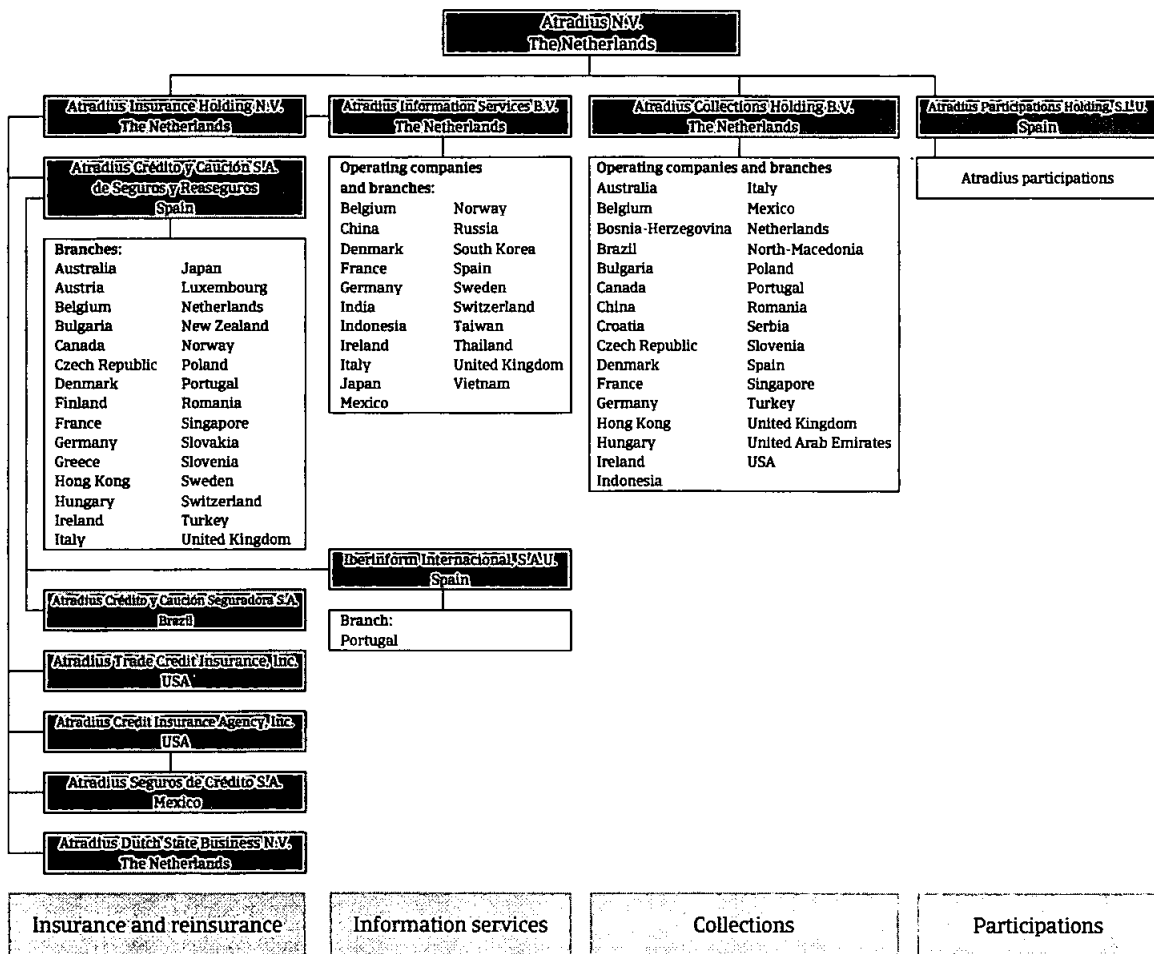 Atradius N.V.
The Netherlands
Atradius Insurance Holding N.V.
The Netherlands
Atradius Information Services B.V.
The Netherlands
Atradius Collections Holding B.V.
The Netherlands
Atradius Participations Holding, S.L.U.
Spain
Atradius Crédito y Caución S.A.
de Seguros y Reaseguros
Spain
Branches:
Australia Japan
Austria Luxembourg
Belgium Netherlands
Bulgaria New Zealand
Canada Norway
Czech Republic Poland
Denmark Portugal
Finland Romania
France Singapore
Germany Slovakia
Greece Slovenia
Hong Kong Sweden
Hungary Switzerland
Ireland Turkey
Italy United Kingdom
Operating companies
and branches:
Belgium Norway
China Russia
Denmark South Korea
France Spain
Germany Sweden
India Switzerland
Indonesia Taiwan
Ireland Thailand
Italy United Kingdom
Japan Vietnam
Mexico
Operating companies and branches
Australia Italy
Belgium Mexico
Bosnia-Herzegovina Netherlands
Brazil North-Macedonia
Bulgaria Poland
Canada Portugal
China Romania
Croatia Serbia
Czech Republic Slovenia
Denmark Spain
France Singapore
Germany Turkey
Hong Kong United Kingdom
Hungary United Arab Emirates
Ireland USA
Indonesia
Atradius participations
Iberinform Internacional, S.A.U.
Spain
Branch:
Portugal
Atradius Crédito y Caución Seguradora S.A.
Brazil
Atradius Trade Credit Insurance, Inc.
USA
Atradius Credit Insurance Agency, Inc.
USA
Atradius Seguros de Crédito S.A.
Mexico
Atradius Dutch State Business N.V.
The Netherlands
Insurance and reinsurance
Information services
Collections
Participations